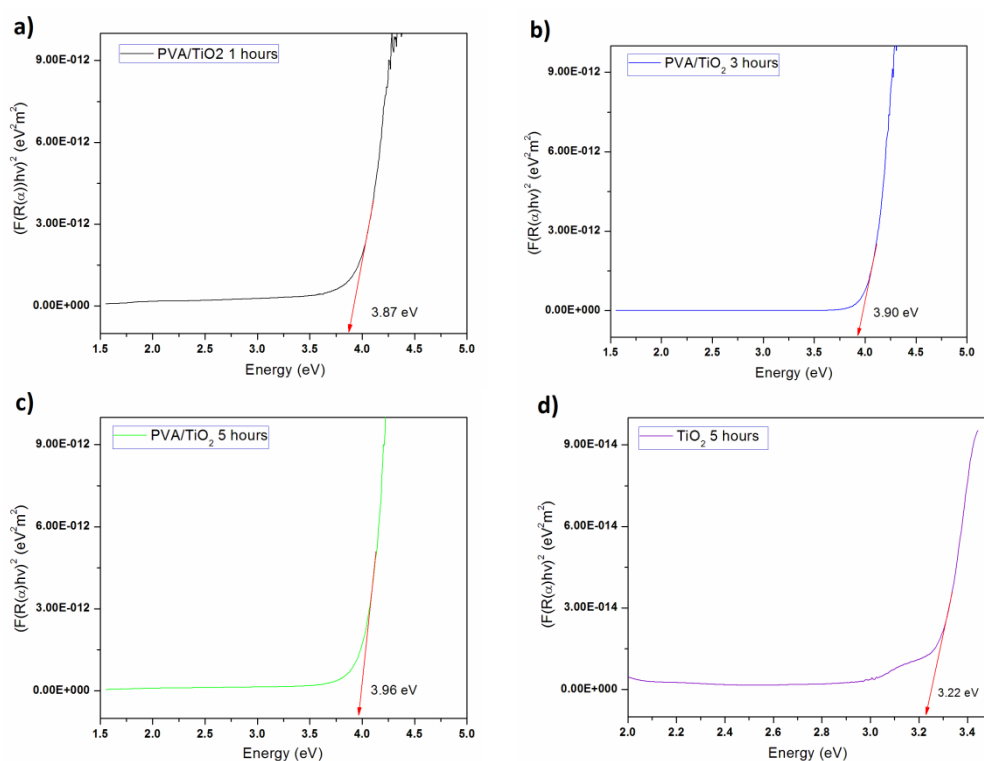 a)
PVA/TiO2 1 hours
9.00E-012
6.00E-012
3.00E-012
0.00E+000
(F(R(α))hν)² (eV²m²)
3.87 eV
1.5 2.0 2.5 3.0 3.5 4.0 4.5 5.0
Energy (eV)
b)
PVA/TiO₂ 3 hours
9.00E-012
6.00E-012
3.00E-012
0.00E+000
(F(R(α)hν)² (eV²m²)
3.90 eV
1.5 2.0 2.5 3.0 3.5 4.0 4.5 5.0
Energy (eV)
c)
PVA/TiO₂ 5 hours
9.00E-012
6.00E-012
3.00E-012
0.00E+000
(F(R(α)hν)² (eV²m²)
3.96 eV
1.5 2.0 2.5 3.0 3.5 4.0 4.5 5.0
Energy (eV)
d)
TiO₂ 5 hours
9.00E-014
6.00E-014
3.00E-014
0.00E+000
(F(R(α)hν)² (eV²m²)
3.22 eV
2.0 2.2 2.4 2.6 2.8 3.0 3.2 3.4
Energy (eV)